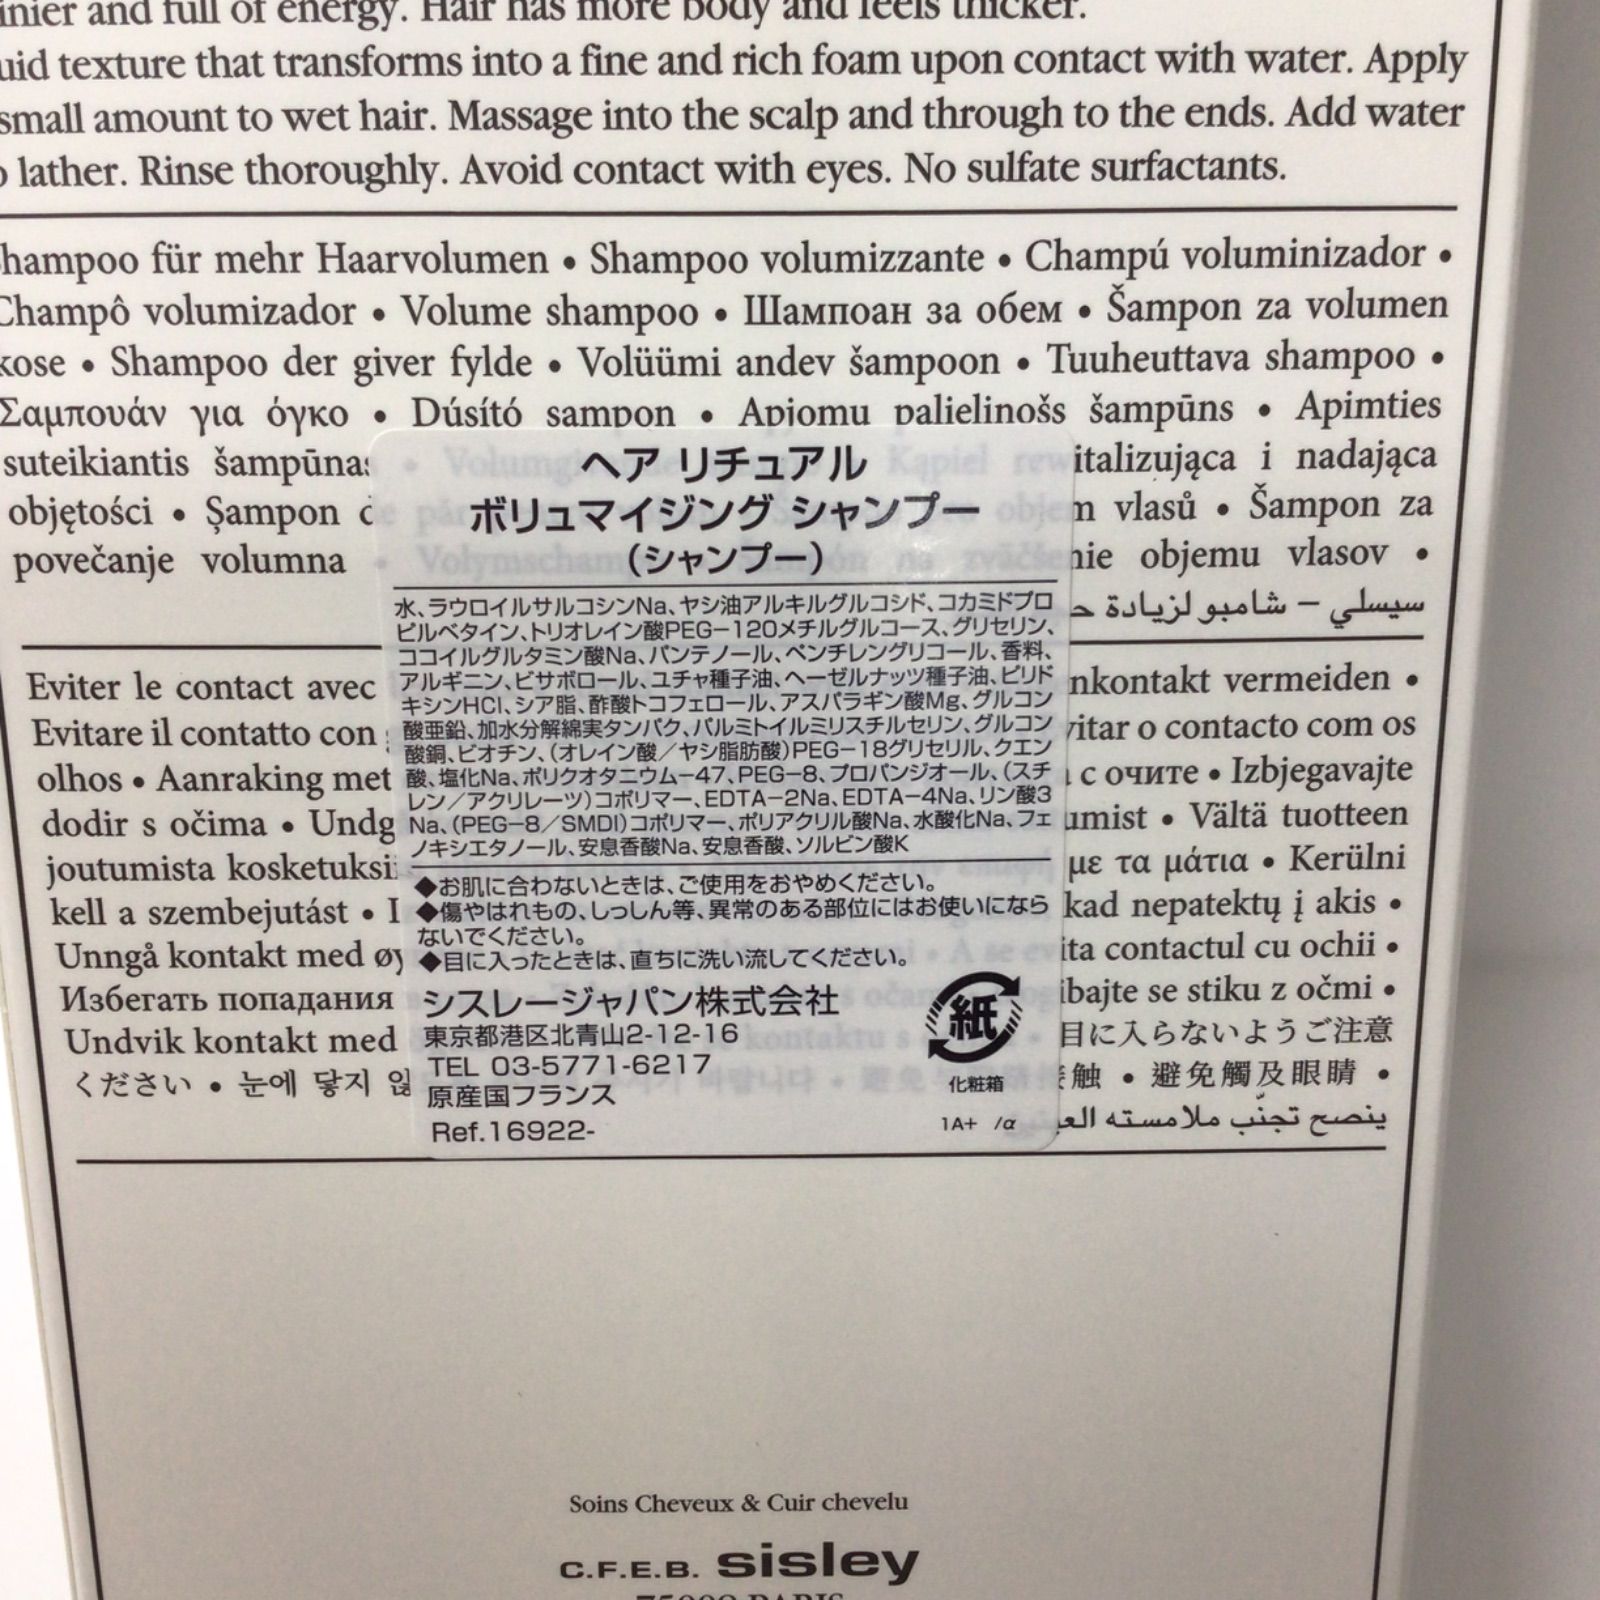 and full of energy. Hair has more body and feels thicker.
texture that transforms into a fine and rich foam upon contact with water. Apply
small amount to wet hair. Massage into the scalp and through to the ends. Add water
lather. Rinse thoroughly. Avoid contact with eyes. No sulfate surfactants.
für mehr Haarvolumen • Shampoo volumizzante • Champú voluminizador •
Champô volumizador • Volume shampoo • Шампоан за обем • Šampon za volumen
kose • Shampoo der giver fylde • Volüümi andev šampoon • Tuuheuttava shampoo •
Σαμπουάν για όγκο • Dúsító sampon • Apjomu palielinošs šampūns • Apimties
suteikiantis šampūnas i nadająca
objętości • Șampon vlasů • Šampon za
povečanje volumna objemu vlasov •
سيسلي – شامبو لزيادة
ヘア リチュアル
ボリュマイジング シャンプー
(シャンプー)
水、ラウロイルサルコシンNa、ヤシ油アルキルグルコシド、コカミドプロ
ピルベタイン、トリオレイン酸PEG-120メチルグルコース、グリセリン、
ココイルグルタミン酸Na、パンテノール、ペンチレングリコール、香料、
アルギニン、ビサボロール、ユチャ種子油、ヘーゼルナッツ種子油、ピリド
キシンHCl、シア脂、酢酸トコフェロール、アスパラギン酸Mg、グルコン
酸亜鉛、加水分解綿実タンパク、パルミトイルミリスチルセリン、グルコン
酸銅、ビオチン、(オレイン酸/ヤシ脂肪酸)PEG-18グリセリル、クエン
酸、塩化Na、ポリクオタニウム-47、PEG-8、プロパンジオール、(スチ
レン/アクリレーツ)コポリマー、EDTA-2Na、EDTA-4Na、リン酸3
Na、(PEG-8/SMDI)コポリマー、ポリアクリル酸Na、水酸化Na、フェ
ノキシエタノール、安息香酸Na、安息香酸、ソルビン酸K
◆お肌に合わないときは、ご使用をおやめください。
◆傷やはれもの、しっしん等、異常のある部位にはお使いになら
ないでください。
◆目に入ったときは、直ちに洗い流してください。
シスレージャパン株式会社
東京都港区北青山2-12-16
TEL 03-5771-6217
原産国フランス
Ref.16922-
紙
化粧箱
1A+ /α
Eviter le contact avec vermeiden •
Evitare il contatto con o contacto com os
olhos • Aanraking met с очите • Izbjegavajte
dodir s očima • • Vältä tuotteen
joutumista με τα μάτια • Kerülni
kell a szembejutást • nepatektų į akis •
Unngå kontakt med contactul cu ochii •
Избегать попадания se stiku z očmi •
Undvik kontakt med 目に入らないようご注意
ください • 눈에 닿지 触 • 避免觸及眼睛 •
ينصح تجنّب ملامسته
Soins Cheveux & Cuir chevelu
C.F.E.B. sisley
75009 PARIS